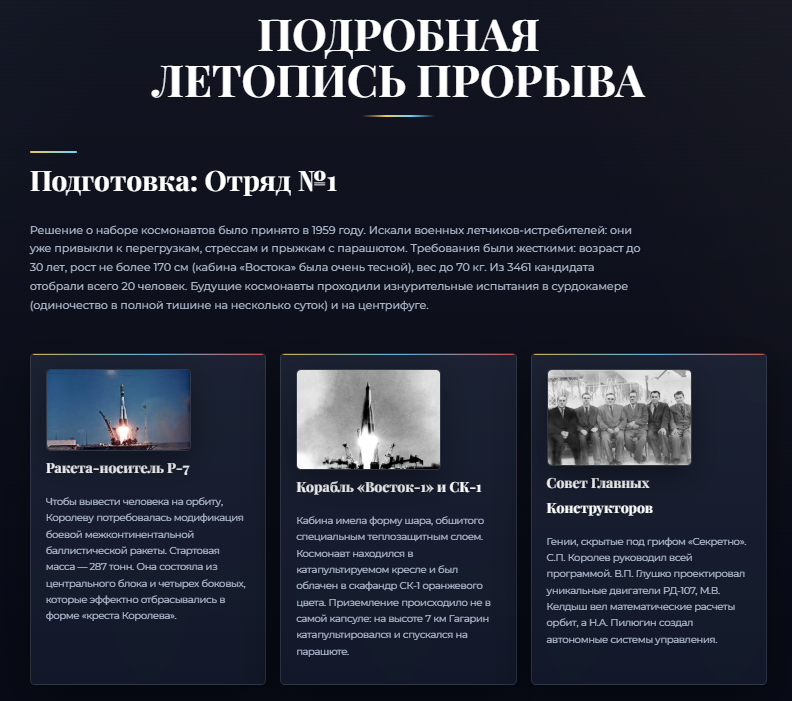 ПОДРОБНАЯ
ЛЕТОПИСЬ ПРОРЫВА
Подготовка: Отряд №1
Решение о наборе космонавтов было принято в 1959 году. Искали военных летчиков-истребителей: они
уже привыкли к перегрузкам, стрессам и прыжкам с парашютом. Требования были жесткими: возраст до
30 лет, рост не более 170 см (кабина «Востока» была очень тесной), вес до 70 кг. Из 3461 кандидата
отобрали всего 20 человек. Будущие космонавты проходили изнурительные испытания в сурдокамере
(одиночество в полной тишине на несколько суток) и на центрифуге.
Ракета-носитель Р-7
Чтобы вывести человека на орбиту,
Королеву потребовалась модификация
боевой межконтинентальной
баллистической ракеты. Стартовая
масса — 287 тонн. Она состояла из
центрального блока и четырех боковых,
которые эффектно отбрасывались в
форме «креста Королева».
Корабль «Восток-1» и СК-1
Кабина имела форму шара, обшитого
специальным теплозащитным слоем.
Космонавт находился в
катапультируемом кресле и был
облачен в скафандр СК-1 оранжевого
цвета. Приземление происходило не в
самой капсуле: на высоте 7 км Гагарин
катапультировался и спускался на
парашюте.
Совет Главных
Конструкторов
Гении, скрытые под грифом «Секретно».
С.П. Королев руководил всей
программой. В.П. Глушко проектировал
уникальные двигатели РД-107, М.В.
Келдыш вел математические расчеты
орбит, а Н.А. Пилюгин создал
автономные системы управления.